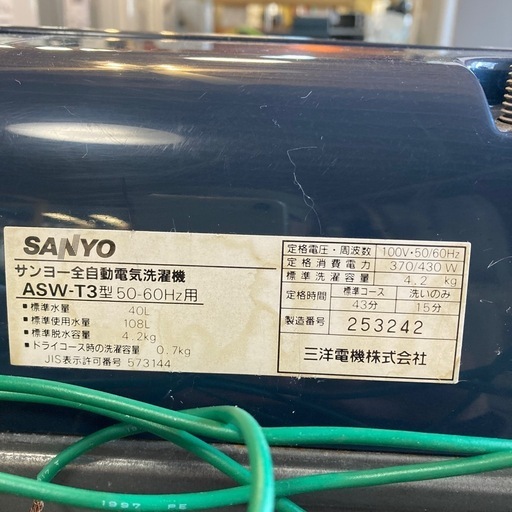 SANYO
サンヨー全自動電気洗濯機
ASW-T3型 50-60Hz用
■標準水量 40L
■標準使用水量 108L
■標準脱水容量 4.2kg
■ドライコース時の洗濯容量 0.7kg
JIS表示許可番号 573144
定格電圧・周波数 100V・50/60Hz
定格消費電力 370/430W
標準洗濯容量 4.2kg
定格時間 標準コース 洗いのみ
43分 15分
製造番号 253242
三洋電機株式会社
1997 PE